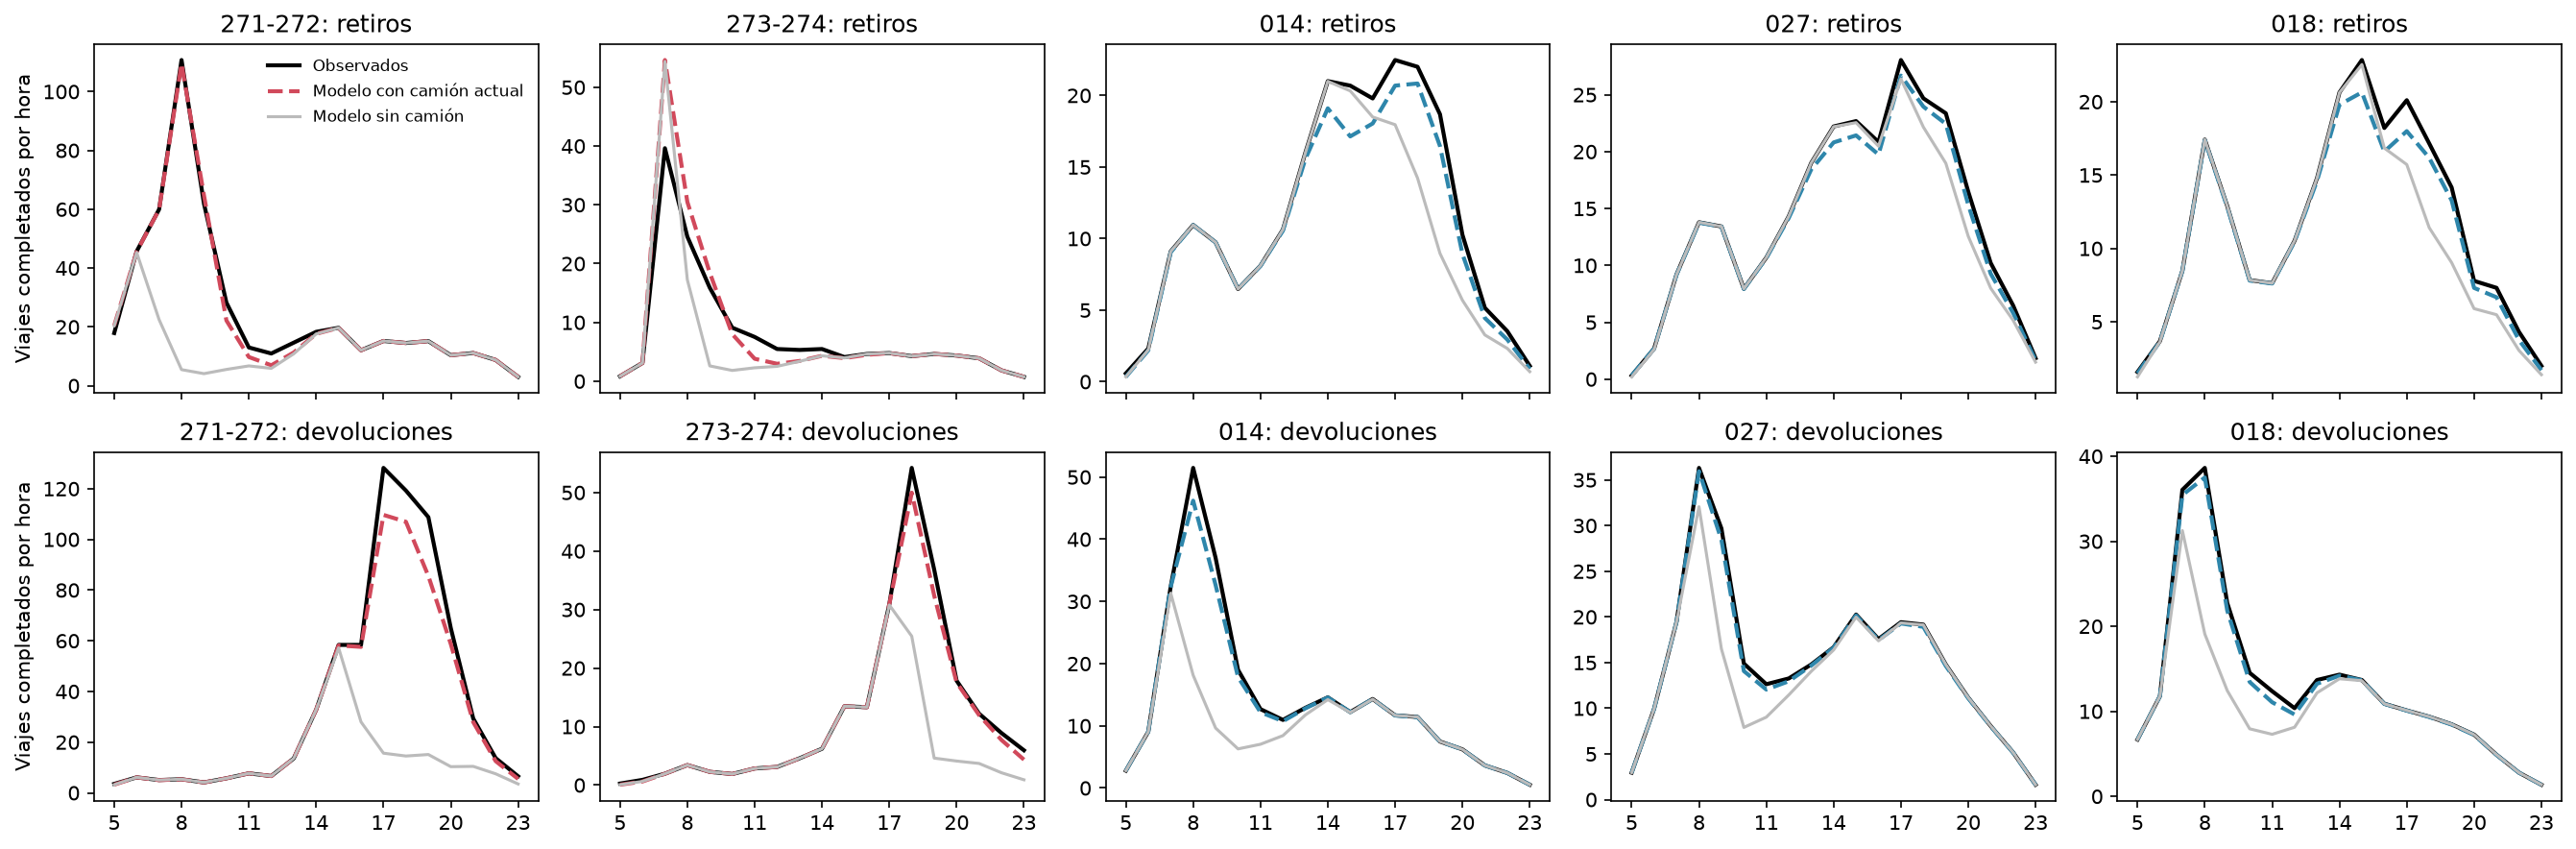 271-272: retiros
273-274: retiros
014: retiros
027: retiros
018: retiros
Viajes completados por hora
100
80
60
40
20
0
Observados
Modelo con camión actual
Modelo sin camión
50
40
30
20
10
0
20
15
10
5
0
25
20
15
10
5
0
20
15
10
5
271-272: devoluciones
273-274: devoluciones
014: devoluciones
027: devoluciones
018: devoluciones
Viajes completados por hora
120
100
80
60
40
20
0
5 8 11 14 17 20 23
50
40
30
20
10
0
5 8 11 14 17 20 23
50
40
30
20
10
0
5 8 11 14 17 20 23
35
30
25
20
15
10
5
0
5 8 11 14 17 20 23
40
30
20
10
0
5 8 11 14 17 20 23